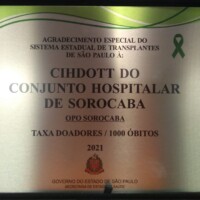 AGRADECIMENTO ESPECIAL DO
SISTEMA ESTADUAL DE TRANSPLANTES
DE SÃO PAULO À:
CIHDOTT DO
CONJUNTO HOSPITALAR
DE SOROCABA
OPO SOROCABA
TAXA DOADORES / 1000 ÓBITOS
2021
GOVERNO DO ESTADO DE SÃO PAULO